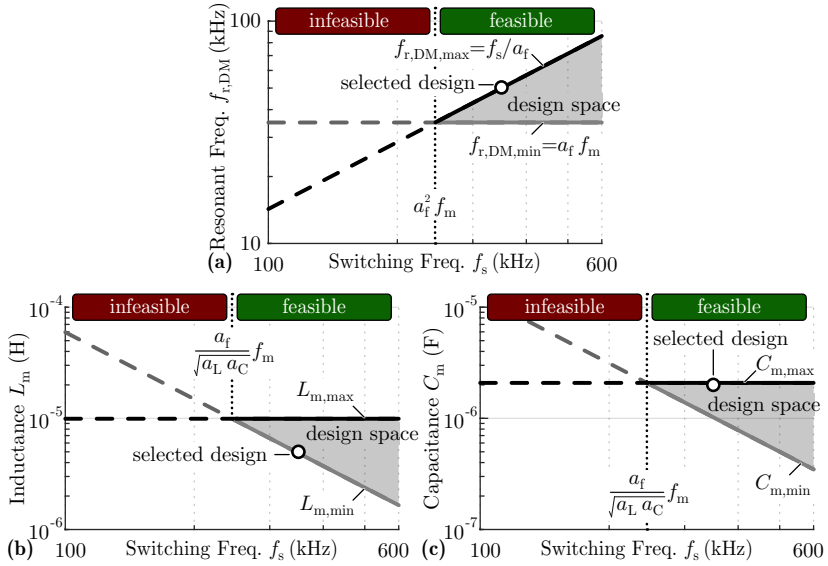 infeasible
feasible
100
Resonant Freq. f_r,DM (kHz)
f_r,DM,max=f_s/a_f
selected design
design space
f_r,DM,min=a_f f_m
a_f^2 f_m
10
(a)
100
Switching Freq. f_s (kHz)
600
10^-4
infeasible
feasible
Inductance L_m (H)
a_f/√(a_L a_C) f_m
L_m,max
10^-5
design space
selected design
L_m,min
10^-6
(b)
100
Switching Freq. f_s (kHz)
600
10^-5
infeasible
feasible
Capacitance C_m (F)
selected design
C_m,max
10^-6
design space
a_f/√(a_L a_C) f_m
C_m,min
10^-7
(c)
100
Switching Freq. f_s (kHz)
600